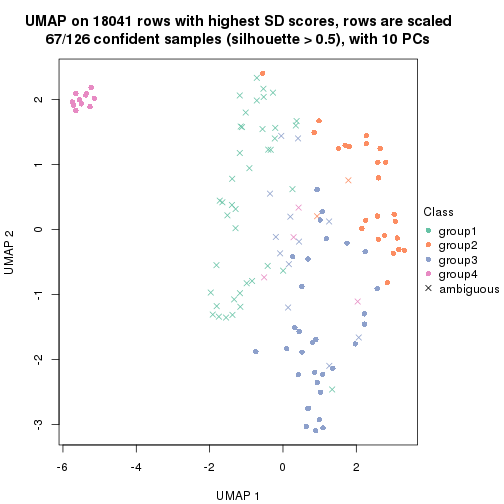 UMAP on 18041 rows with highest SD scores, rows are scaled
67/126 confident samples (silhouette > 0.5), with 10 PCs
2
1
0
-1
-2
-3
UMAP 2
-6
-4
-2
0
2
UMAP 1
Class
group1
group2
group3
group4
ambiguous